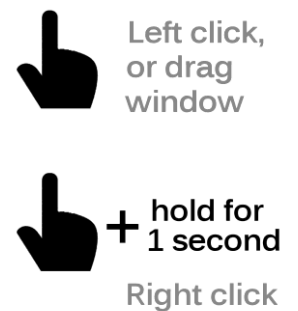 Left click,
or drag
window
+ hold for
1 second
Right click